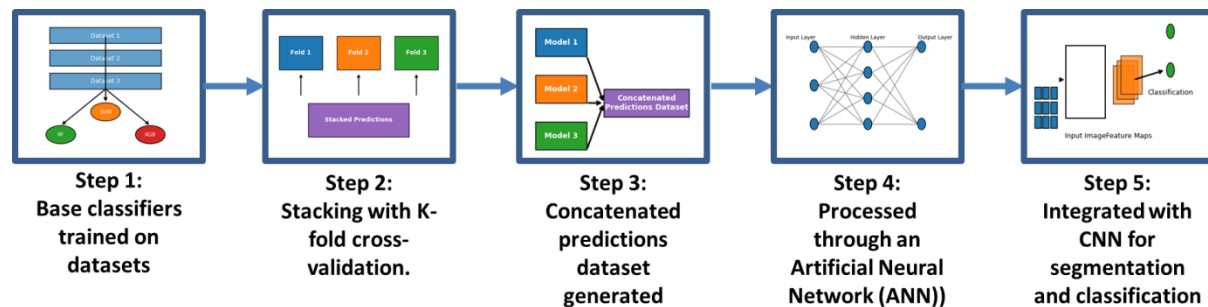 Dataset 1
Dataset 2
Dataset 3
SVM
RF
XGB
Fold 1
Fold 2
Fold 3
Stacked Predictions
Model 1
Model 2
Model 3
Concatenated
Predictions Dataset
Input Layer
Hidden Layer
Output Layer
Classification
Input ImageFeature Maps
Step 1:
Base classifiers
trained on
datasets
Step 2:
Stacking with K-
fold cross-
validation.
Step 3:
Concatenated
predictions
dataset
generated
Step 4:
Processed
through an
Artificial Neural
Network (ANN))
Step 5:
Integrated with
CNN for
segmentation
and classification